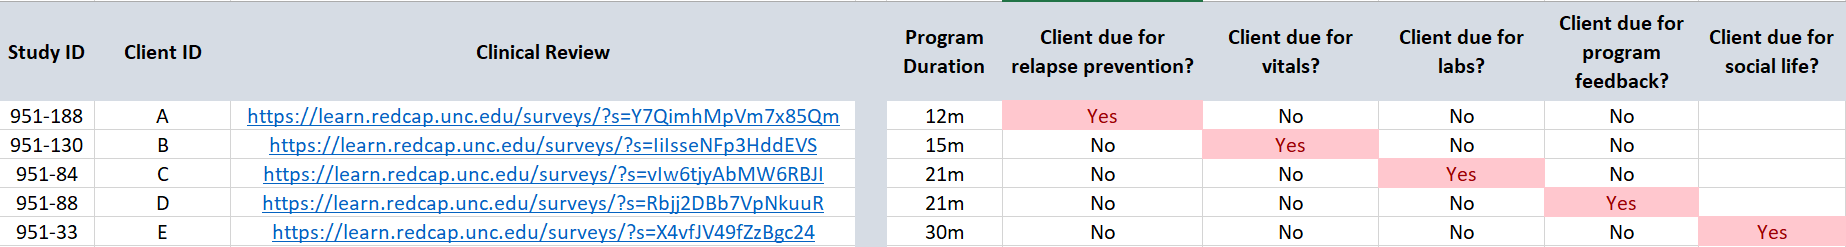 Study ID Client ID Clinical Review Program Duration Client due for relapse prevention? Client due for vitals? Client due for labs? Client due for program feedback? Client due for social life?
951-188 A https://learn.redcap.unc.edu/surveys/?s=Y7QimhMpVm7x85Qm 12m Yes No No No
951-130 B https://learn.redcap.unc.edu/surveys/?s=IiIsseNFp3HddEVS 15m No Yes No No
951-84 C https://learn.redcap.unc.edu/surveys/?s=vIw6tjyAbMW6RBJI 21m No No Yes No
951-88 D https://learn.redcap.unc.edu/surveys/?s=Rbjj2DBb7VpNkuuR 21m No No No Yes
951-33 E https://learn.redcap.unc.edu/surveys/?s=X4vfJV49fZzBgc24 30m No No No No Yes